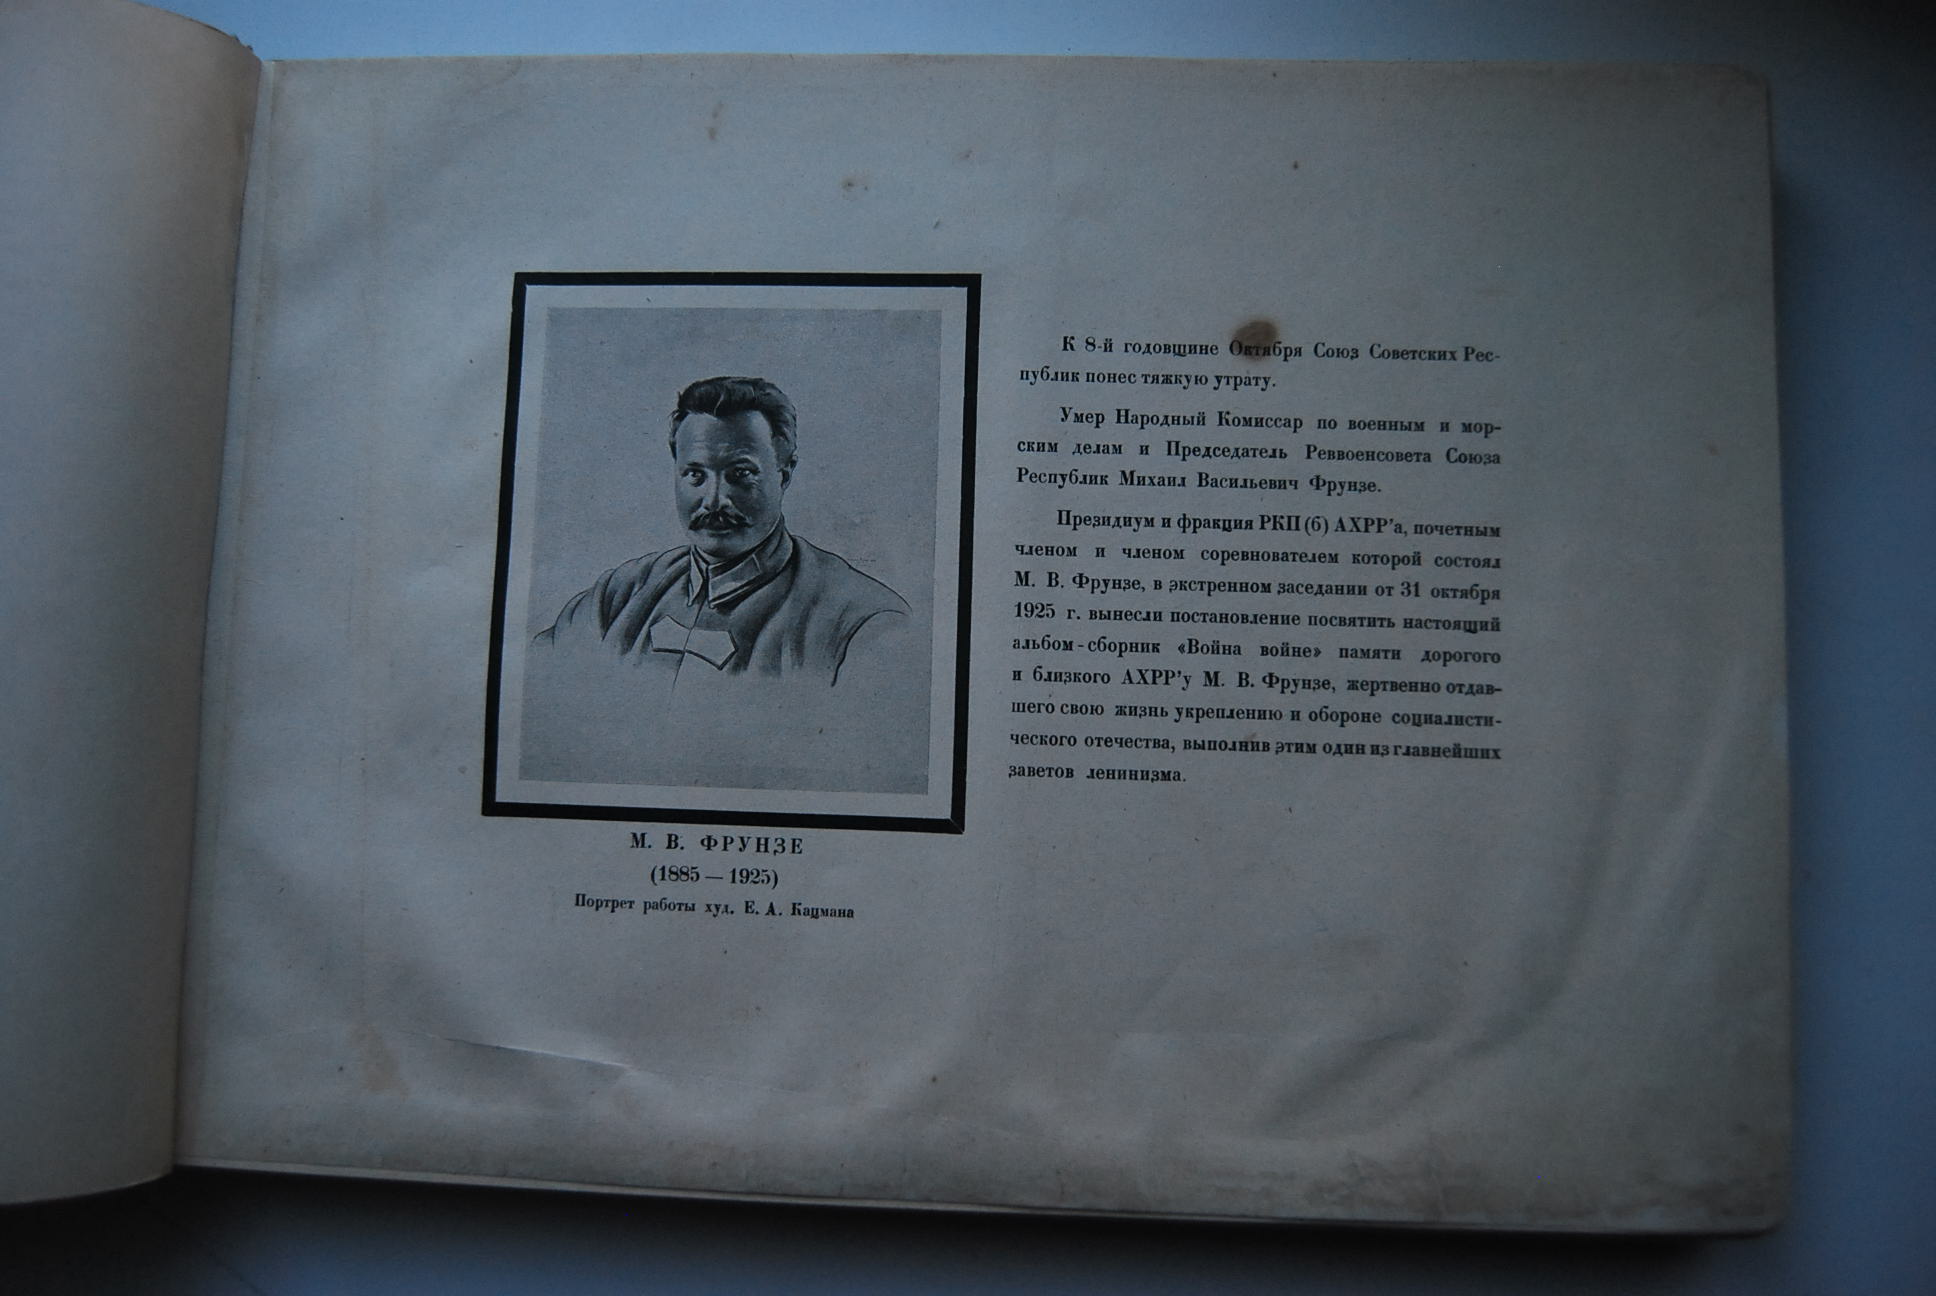 М. В. ФРУНЗЕ
(1885 — 1925)
Портрет работы худ. Е. А. Кацмана
К 8-й годовщине Октября Союз Советских Рес-
публик понес тяжкую утрату.
Умер Народный Комиссар по военным и мор-
ским делам и Председатель Реввоенсовета Союза
Республик Михаил Васильевич Фрунзе.
Президиум и фракция РКП (б) АХРР'а, почетным
членом и членом соревнователем которой состоял
М. В. Фрунзе, в экстренном заседании от 31 октября
1925 г. вынесли постановление посвятить настоящий
альбом - сборник «Война войне» памяти дорогого
и близкого АХРР'у М. В. Фрунзе, жертвенно отдав-
шего свою жизнь укреплению и обороне социалисти-
ческого отечества, выполнив этим один из главнейших
заветов ленинизма.